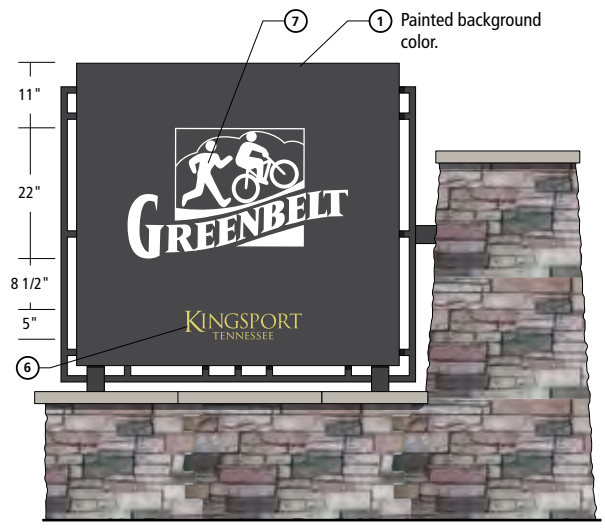 7
1 Painted background
color.
11"
22"
8 1/2"
5"
GREENBELT
KINGSPORT
TENNESSEE
6